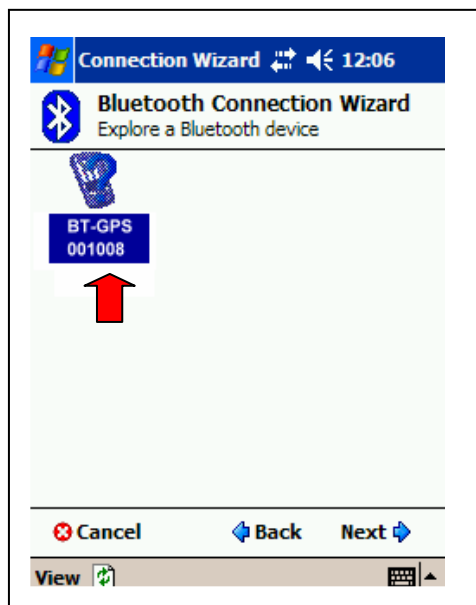 Connection Wizard 12:06
Bluetooth Connection Wizard
Explore a Bluetooth device
BT-GPS
001008
Cancel Back Next
View